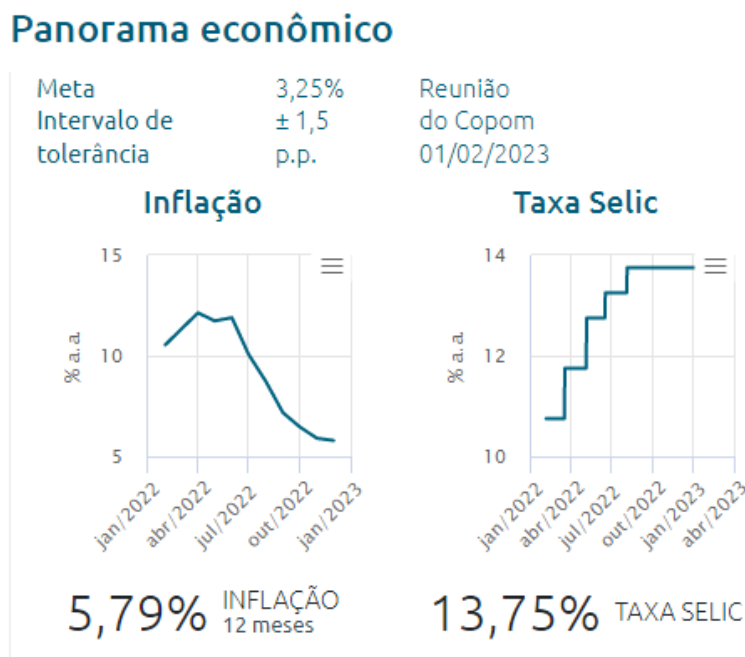 Panorama econômico
Meta 3,25%
Intervalo de ± 1,5
tolerância p.p.
Reunião
do Copom
01/02/2023
Inflação
15
10
5
% a.a.
jan/2022
abr/2022
jul/2022
out/2022
jan/2023
5,79% INFLAÇÃO
12 meses
Taxa Selic
14
12
10
% a.a.
jan/2022
abr/2022
jul/2022
out/2022
jan/2023
abr/2023
13,75% TAXA SELIC